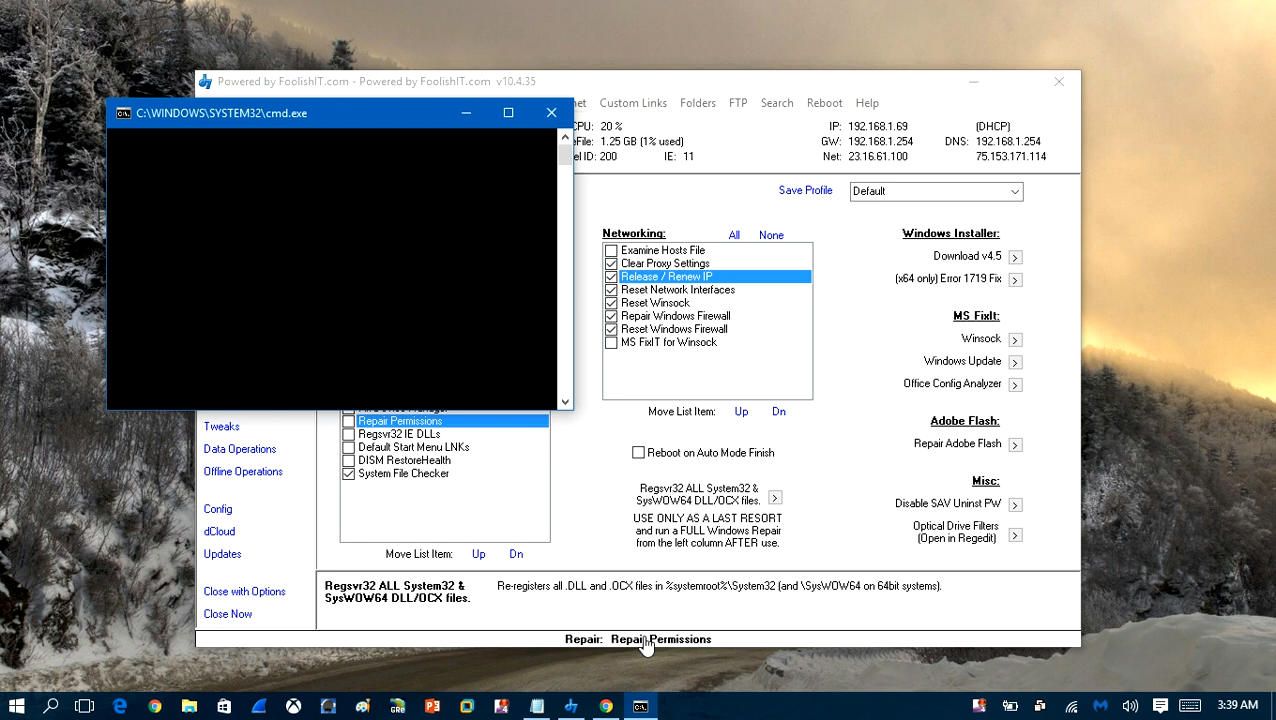 Powered by FoolishIT.com - Powered by FoolishIT.com v10.4.35
C:\WINDOWS\SYSTEM32\cmd.exe
Custom Links Folders FTP Search Reboot Help
CPU: 20 %
1.25 GB (1% used)
ID: 200 IE: 11
IP: 192.168.1.69 (DHCP)
GW: 192.168.1.254 DNS: 192.168.1.254
Net: 23.16.61.100 75.153.171.114
Save Profile Default
Networking: All None
Examine Hosts File
Clear Proxy Settings
Release / Renew IP
Reset Network Interfaces
Reset Winsock
Repair Windows Firewall
Reset Windows Firewall
MS FixIT for Winsock
Move List Item: Up Dn
Reboot on Auto Mode Finish
Regsvr32 ALL System32 &
SysWOW64 DLL/OCX files.
USE ONLY AS A LAST RESORT
and run a FULL Windows Repair
from the left column AFTER use.
Windows Installer:
Download v4.5
(x64 only) Error 1719 Fix
MS FixIt:
Winsock
Windows Update
Office Config Analyzer
Adobe Flash:
Repair Adobe Flash
Misc:
Disable SAV Uninst PW
Optical Drive Filters
(Open in Regedit)
Tweaks
Data Operations
Offline Operations
Config
dCloud
Updates
Close with Options
Close Now
Repair Permissions
Regsvr32 IE DLLs
Default Start Menu LNKs
DISM RestoreHealth
System File Checker
Move List Item: Up Dn
Regsvr32 ALL System32 &
SysWOW64 DLL/OCX files.
Re-registers all .DLL and .OCX files in %systemroot%\System32 (and \SysWOW64 on 64bit systems).
Repair: Repair Permissions
3:39 AM